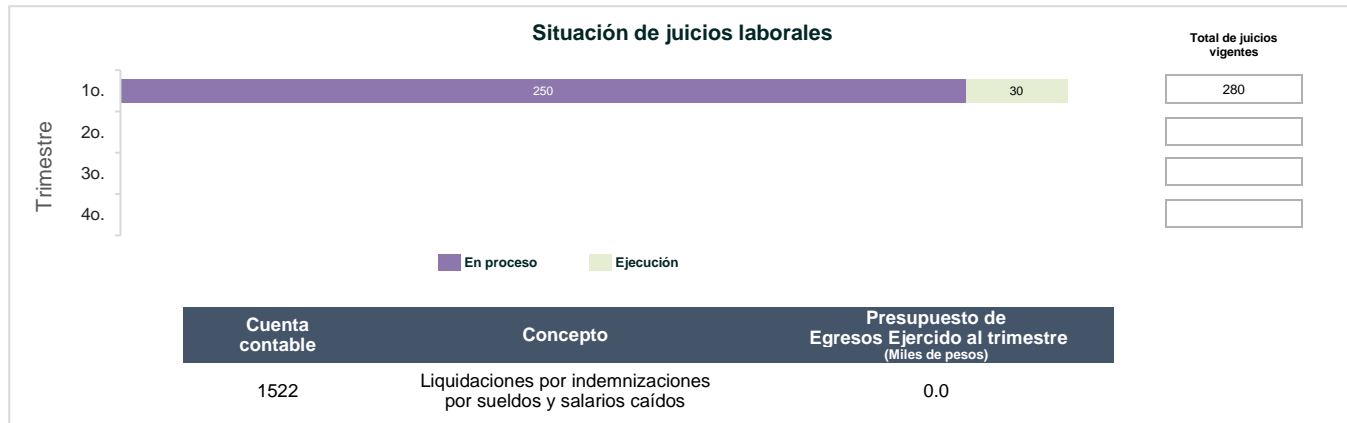 Situación de juicios laborales
Total de juicios
vigentes
Trimestre
1o.
250
30
280
2o.
3o.
4o.
En proceso
Ejecución
Cuenta
contable
Concepto
Presupuesto de
Egresos Ejercido al trimestre
(Miles de pesos)
1522
Liquidaciones por indemnizaciones
por sueldos y salarios caídos
0.0